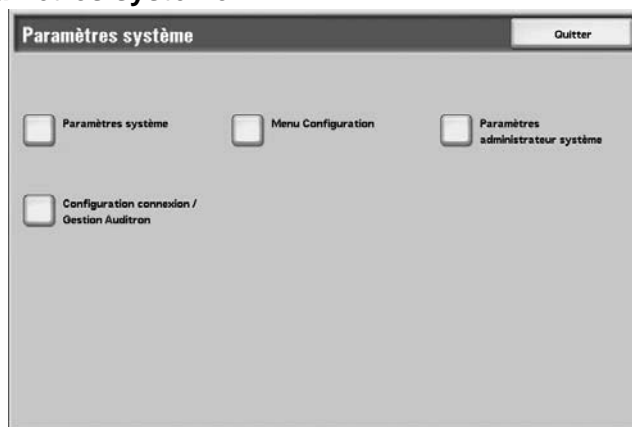 Paramètres système
Quitter
Paramètres système
Menu Configuration
Paramètres
administrateur système
Configuration connexion /
Gestion Auditron